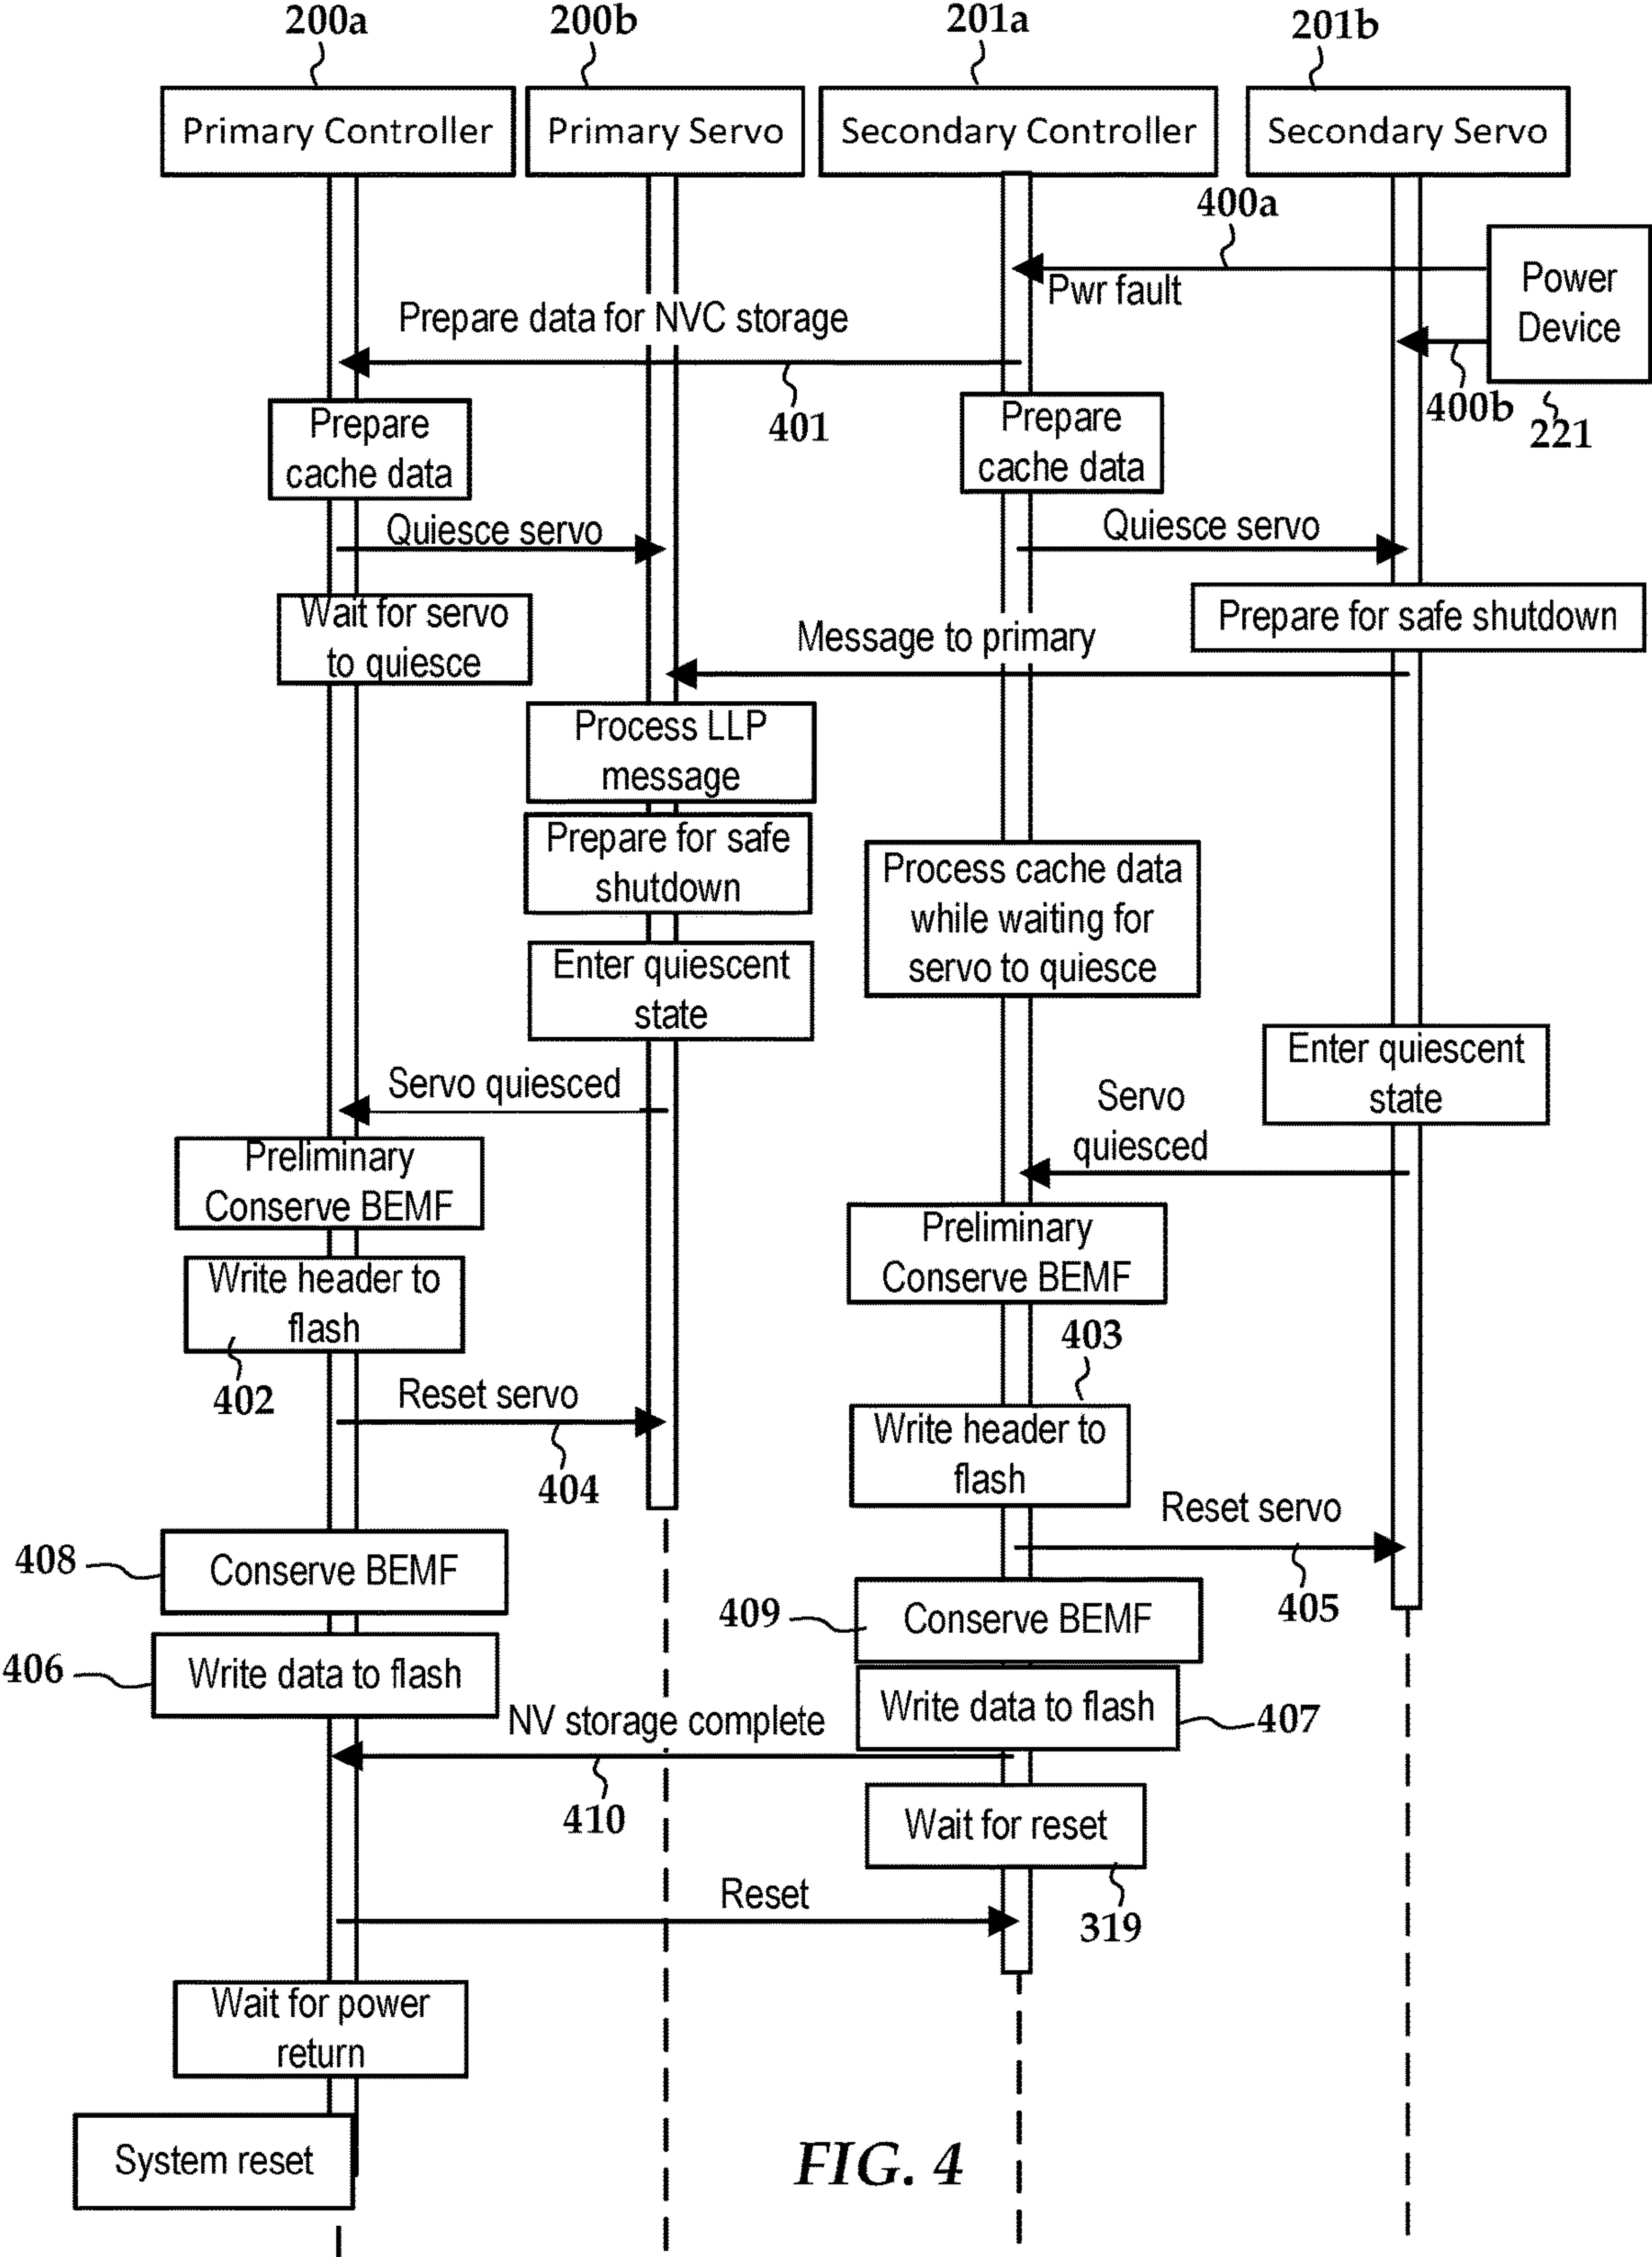 200a
200b
201a
201b
Primary Controller
Primary Servo
Secondary Controller
Secondary Servo
400a
Power
Device
Pwr fault
Prepare data for NVC storage
401
400b
221
Prepare
cache data
Prepare
cache data
Quiesce servo
Quiesce servo
Wait for servo
to quiesce
Prepare for safe shutdown
Message to primary
Process LLP
message
Prepare for safe
shutdown
Process cache data
while waiting for
servo to quiesce
Enter quiescent
state
Enter quiescent
state
Servo quiesced
Servo
quiesced
Preliminary
Conserve BEMF
Preliminary
Conserve BEMF
Write header to
flash
402
403
Reset servo
404
Write header to
flash
Reset servo
405
408
Conserve BEMF
409
Conserve BEMF
406
Write data to flash
Write data to flash
407
NV storage complete
410
Wait for reset
319
Reset
Wait for power
return
System reset
FIG. 4